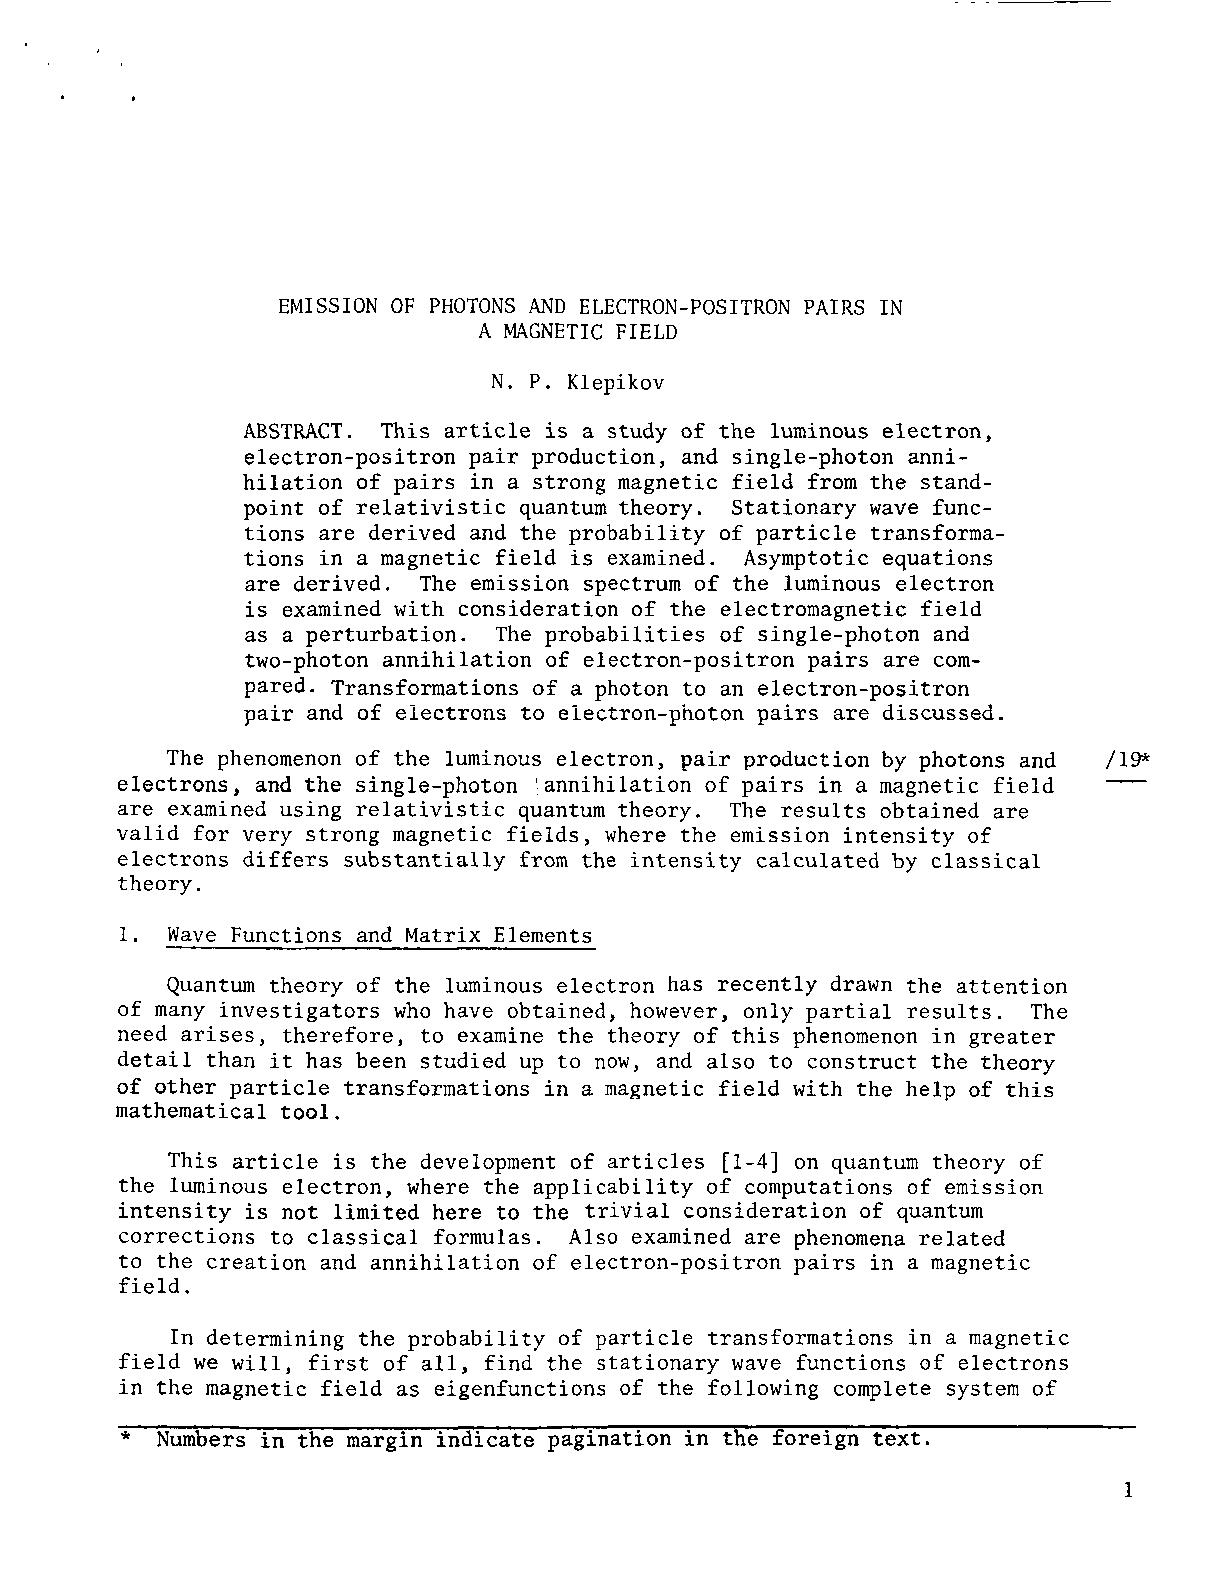 EMISSION OF PHOTONS AND ELECTRON-POSITRON PAIRS IN
A MAGNETIC FIELD
N. P. Klepikov
ABSTRACT. This article is a study of the luminous electron,
electron-positron pair production, and single-photon anni-
hilation of pairs in a strong magnetic field from the stand-
point of relativistic quantum theory. Stationary wave func-
tions are derived and the probability of particle transforma-
tions in a magnetic field is examined. Asymptotic equations
are derived. The emission spectrum of the luminous electron
is examined with consideration of the electromagnetic field
as a perturbation. The probabilities of single-photon and
two-photon annihilation of electron-positron pairs are com-
pared. Transformations of a photon to an electron-positron
pair and of electrons to electron-photon pairs are discussed.
The phenomenon of the luminous electron, pair production by photons and /19*
electrons, and the single-photon annihilation of pairs in a magnetic field
are examined using relativistic quantum theory. The results obtained are
valid for very strong magnetic fields, where the emission intensity of
electrons differs substantially from the intensity calculated by classical
theory.
1. Wave Functions and Matrix Elements
Quantum theory of the luminous electron has recently drawn the attention
of many investigators who have obtained, however, only partial results. The
need arises, therefore, to examine the theory of this phenomenon in greater
detail than it has been studied up to now, and also to construct the theory
of other particle transformations in a magnetic field with the help of this
mathematical tool.
This article is the development of articles [1-4] on quantum theory of
the luminous electron, where the applicability of computations of emission
intensity is not limited here to the trivial consideration of quantum
corrections to classical formulas. Also examined are phenomena related
to the creation and annihilation of electron-positron pairs in a magnetic
field.
In determining the probability of particle transformations in a magnetic
field we will, first of all, find the stationary wave functions of electrons
in the magnetic field as eigenfunctions of the following complete system of
* Numbers in the margin indicate pagination in the foreign text.
1